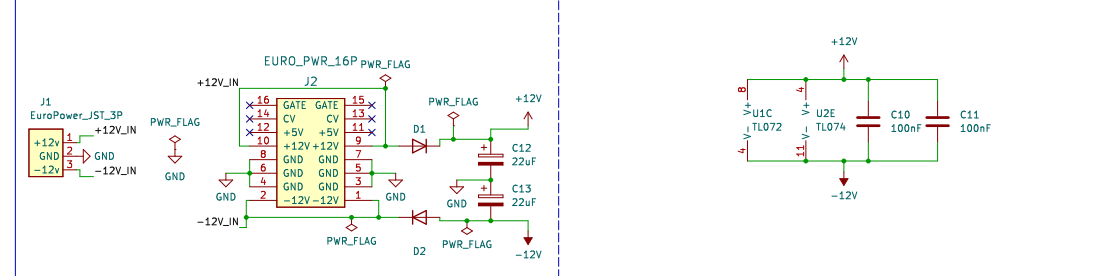 J1
EuroPower_JST_3P
+12v 1 +12V_IN
GND 2 GND
-12v 3 -12V_IN
PWR_FLAG
GND
EURO_PWR_16P
J2
PWR_FLAG
+12V_IN
16 GATE GATE 15
14 CV CV 13
12 +5V +5V 11
10 +12V +12V 9
8 GND GND 7
6 GND GND 5
4 GND GND 3
2 -12V -12V 1
GND
GND
-12V_IN
PWR_FLAG
PWR_FLAG
D1
D2
+12V
+ C12
22uF
GND
+ C13
22uF
PWR_FLAG
-12V
+12V
8 V+
U1C
TL072
V- 4
4 V+
U2E
TL074
V- 11
C10
100nF
C11
100nF
-12V